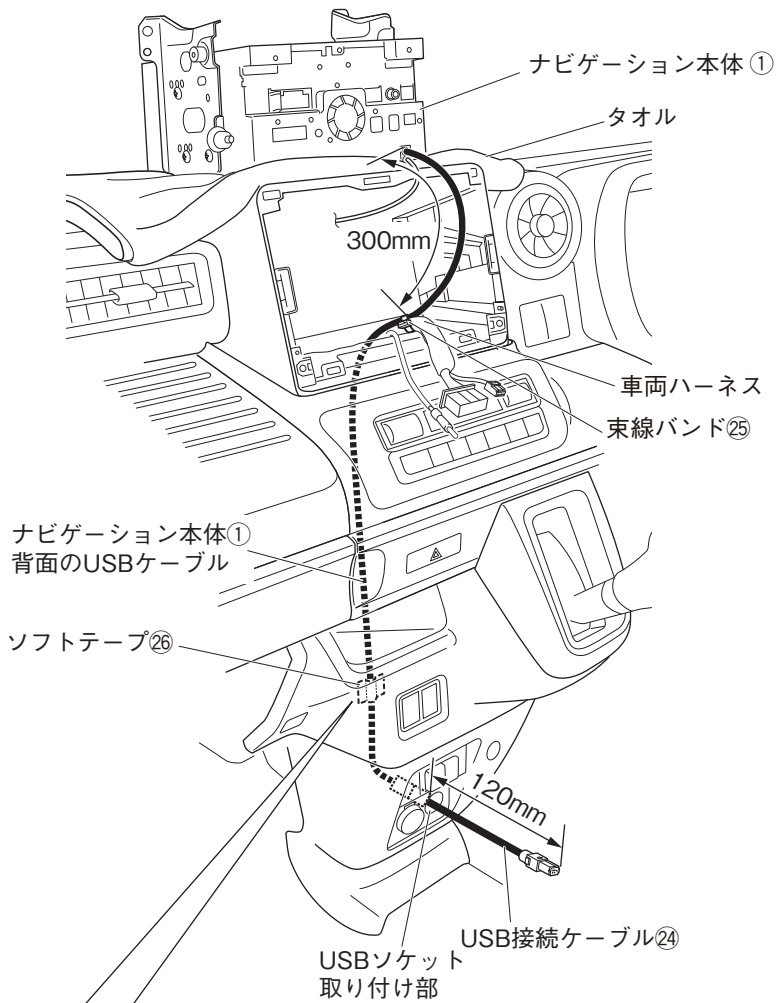 ナビゲーション本体①
タオル
300mm
車両ハーネス
束線バンド㉕
ナビゲーション本体①
背面のUSBケーブル
ソフトテープ㉖
120mm
USB接続ケーブル㉔
USBソケット
取り付け部